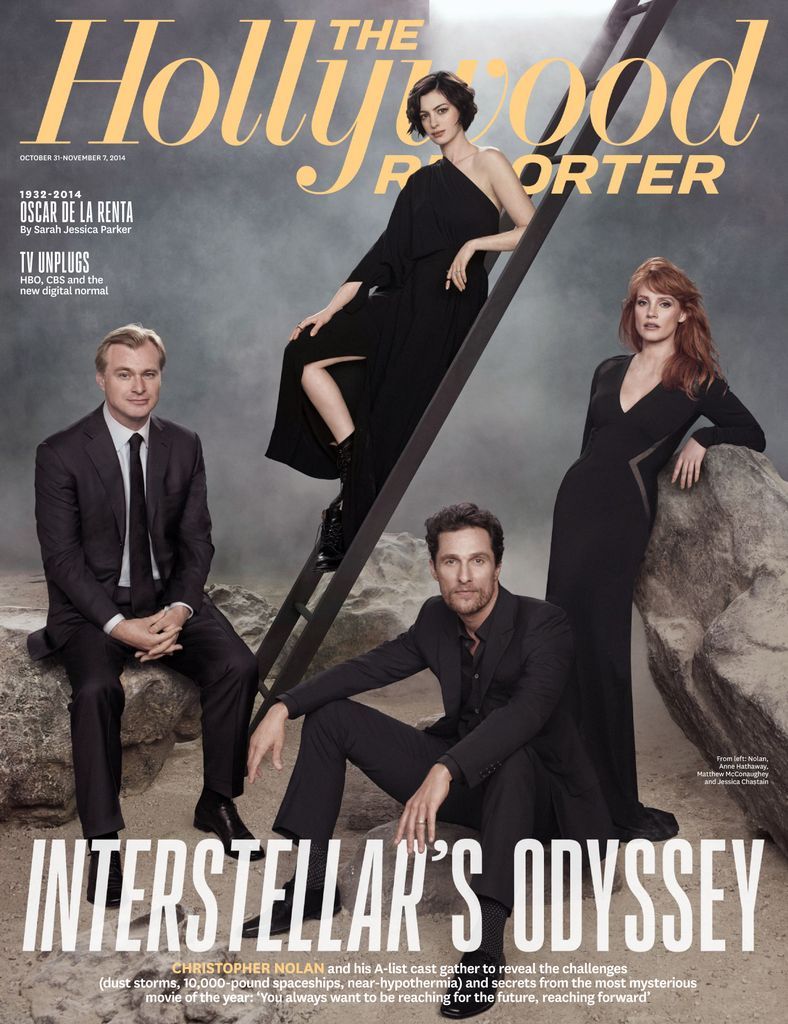 THE
Hollywood
REPORTER
OCTOBER 31-NOVEMBER 7, 2014
1932-2014
OSCAR DE LA RENTA
By Sarah Jessica Parker
TV UNPLUGS
HBO, CBS and the
new digital normal
From left: Nolan,
Anne Hathaway,
Matthew McConaughey
and Jessica Chastain
INTERSTELLAR'S ODYSSEY
CHRISTOPHER NOLAN and his A-list cast gather to reveal the challenges
(dust storms, 10,000-pound spaceships, near-hypothermia) and secrets from the most mysterious
movie of the year: ‘You always want to be reaching for the future, reaching forward’